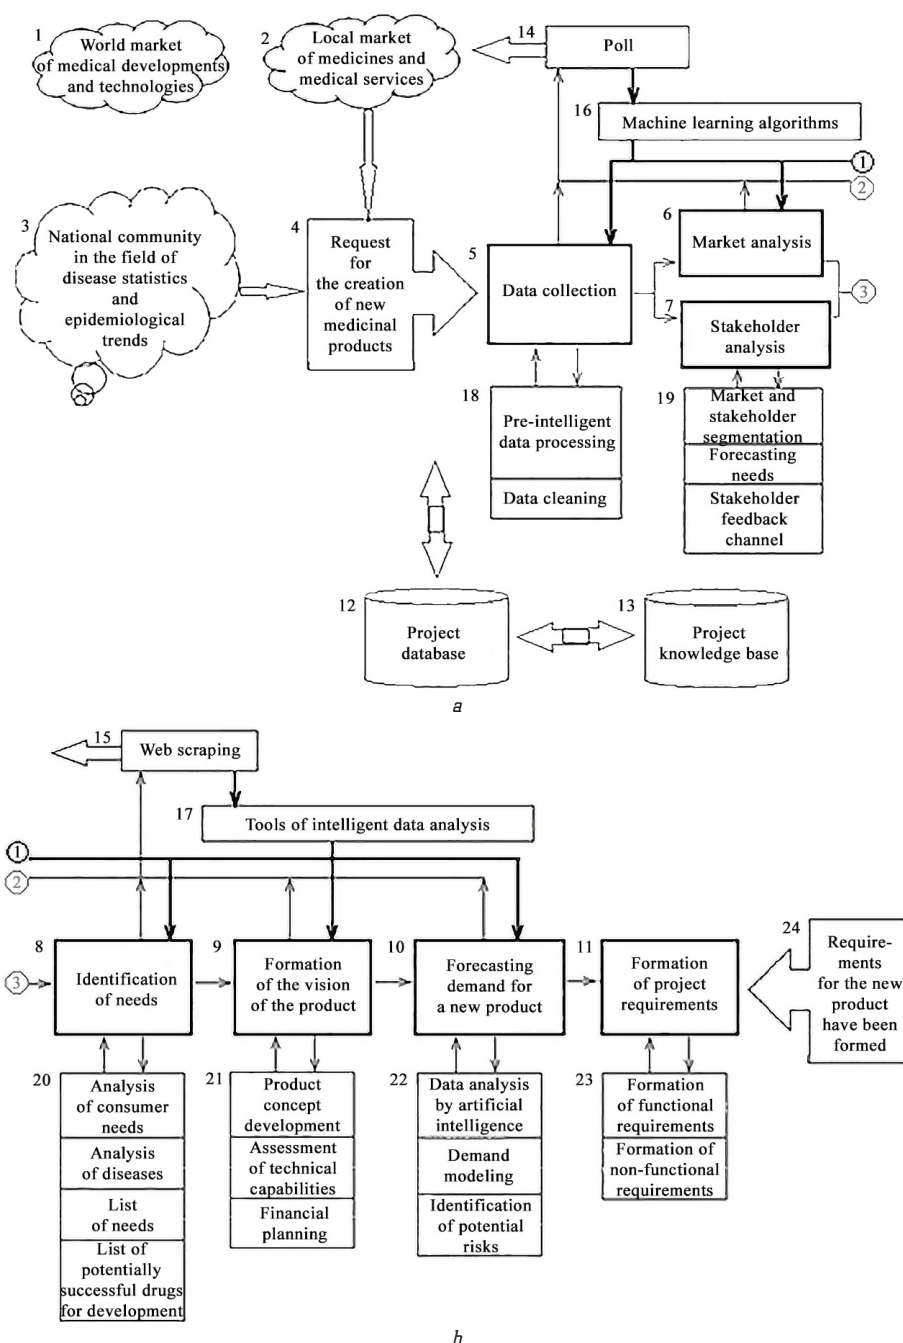 1
World market
of medical developments
and technologies
2
Local market
of medicines and
medical services
14
Poll
16
Machine learning algorithms
1
2
3
National community
in the field of
disease statistics
and
epidemiological
trends
4
Request
for
the creation
of new
medicinal
products
5
Data collection
6
Market analysis
3
7
Stakeholder
analysis
18
Pre-intelligent
data processing
Data cleaning
19
Market and
stakeholder
segmentation
Forecasting
needs
Stakeholder
feedback
channel
12
Project
database
13
Project
knowledge base
a
15
Web scraping
17
Tools of intelligent data analysis
1
2
3
8
Identification
of needs
9
Formation
of the vision
of the product
10
Forecasting
demand for
a new product
11
Formation
of project
requirements
24
Require-
ments
for the new
product
have been
formed
20
Analysis
of consumer
needs
Analysis
of diseases
List
of needs
List of
potentially
successful drugs
for development
21
Product
concept
development
Assessment
of technical
capabilities
Financial
planning
22
Data analysis
by artificial
intelligence
Demand
modeling
Identification
of potential
risks
23
Formation
of functional
requirements
Formation of
non-functional
requirements
h